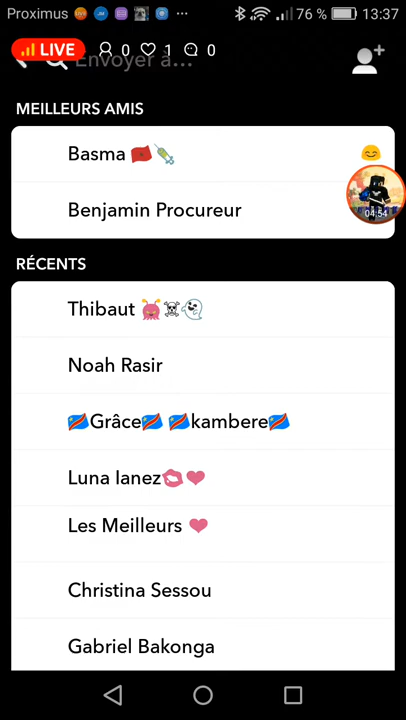 Proximus ... 76 % 13:37
LIVE 0 1 0
Envoyer à...
MEILLEURS AMIS
Basma 🇲🇦💉 😊
Benjamin Procureur
04:54
RÉCENTS
Thibaut 👾☠👻
Noah Rasir
🇨🇩Grâce🇨🇩 🇨🇩kambere🇨🇩
Luna lanez💋❤
Les Meilleurs ❤
Christina Sessou
Gabriel Bakonga